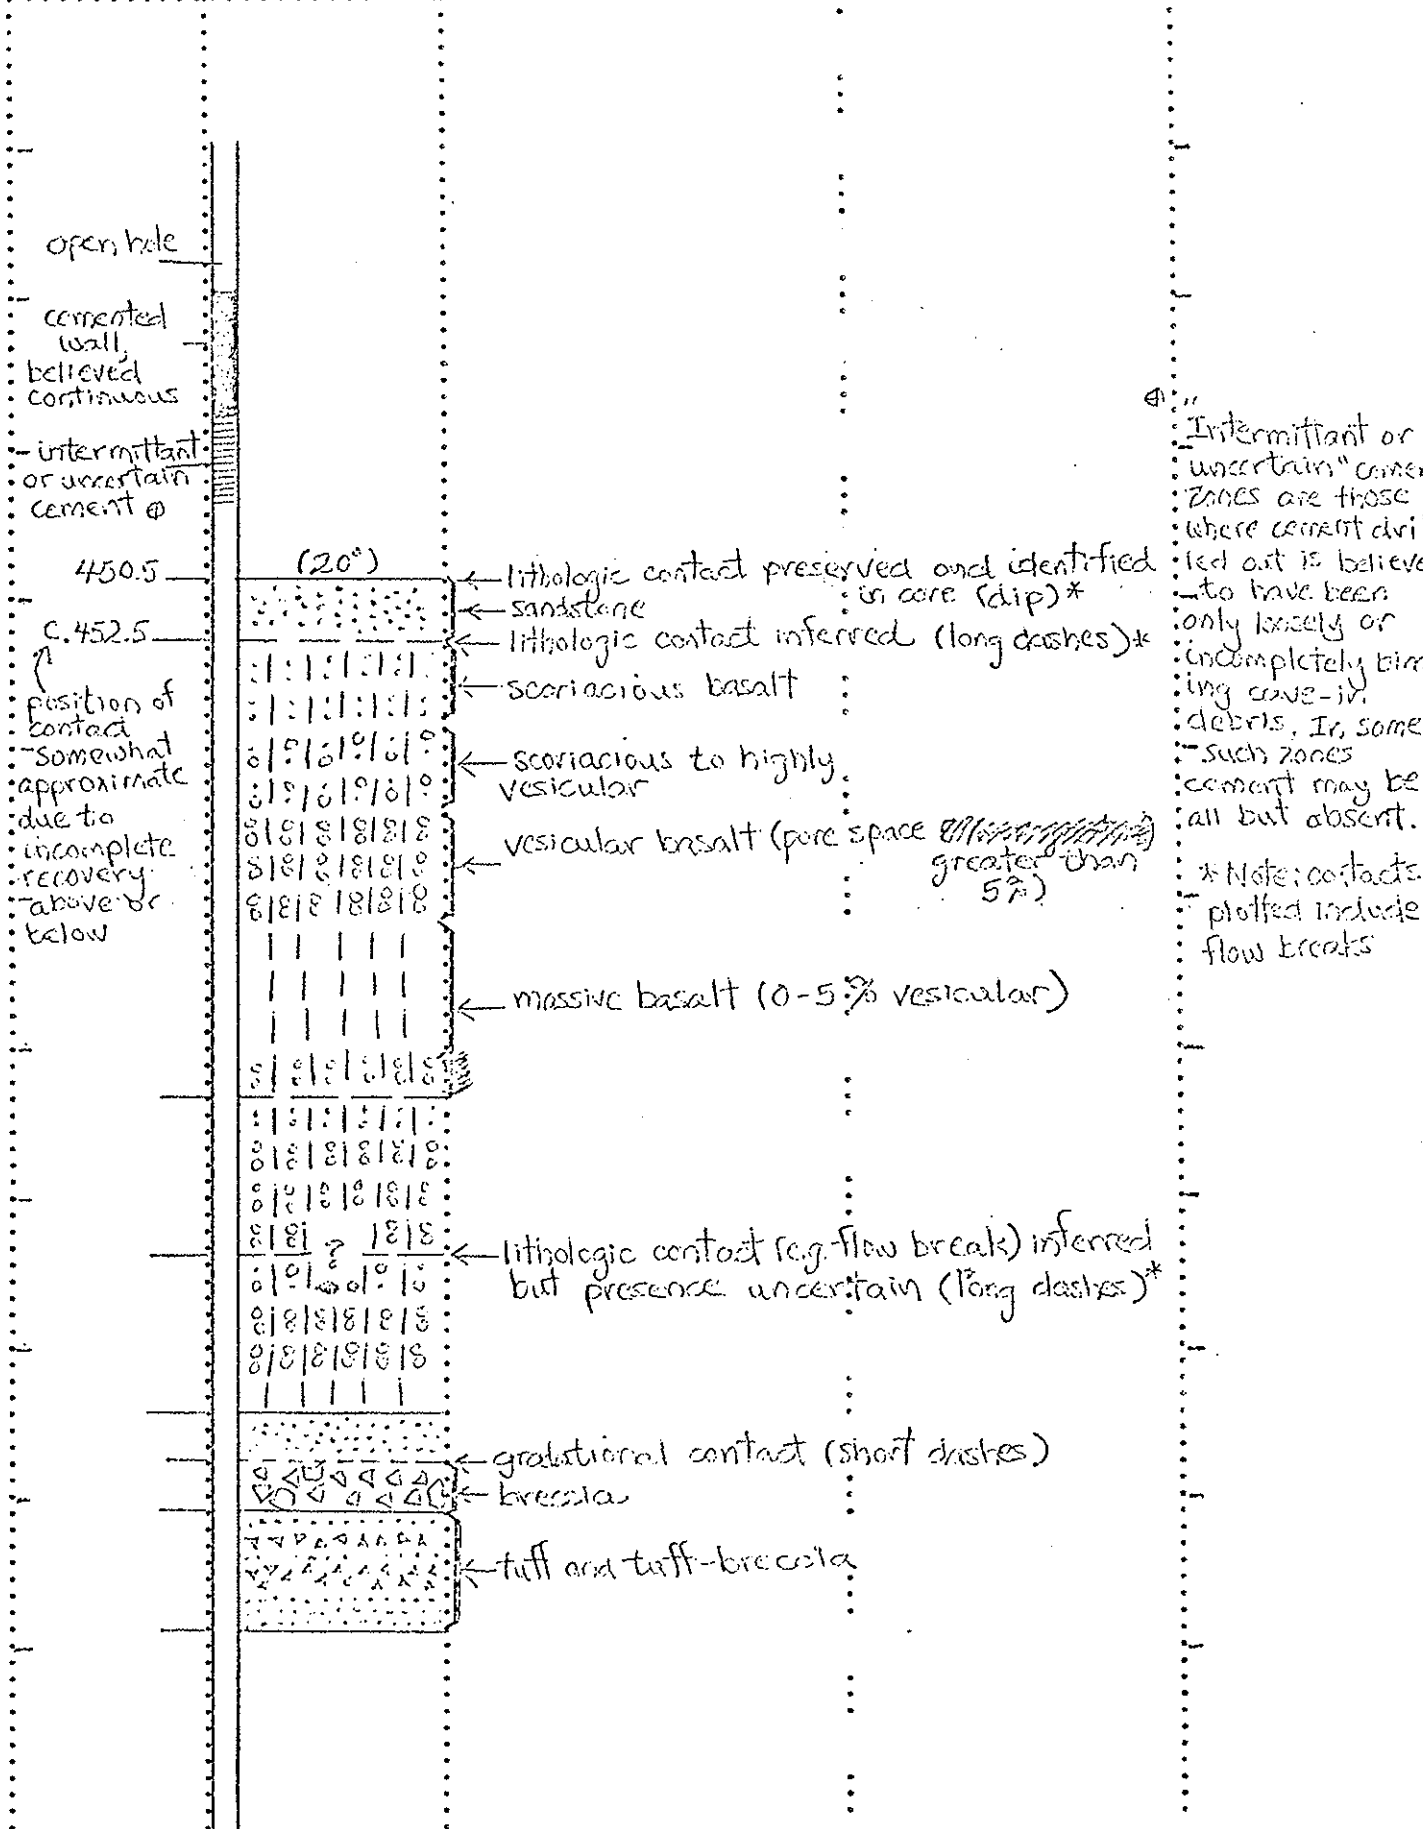 open hole
cemented
wall,
believed
continuous
intermittant
or uncertain
cement ⊕
450.5
C. 452.5
position of
contact
somewhat
approximate
due to
incomplete
recovery
above or
below
(20°)
lithologic contact preserved and identified
in core (dip)*
sandstone
lithologic contact inferred (long dashes)*
scoriacious basalt
scoriacious to highly
vesicular
vesicular basalt (pore space
greater than
5%)
massive basalt (0-5% vesicular)
?
lithologic contact (e.g. flow break) inferred
but presence uncertain (long dashes)*
gradational contact (short dashes)
breccia
tuff and tuff-breccia
⊕ "
Intermittant or
uncertain" cemen
zones are those
where cement dri
led out is believe
to have been
only loosely or
incompletely bin
ing cave-in
debris. In some
such zones
cement may be
all but absent.
* Note: contacts
plotted include
flow breaks